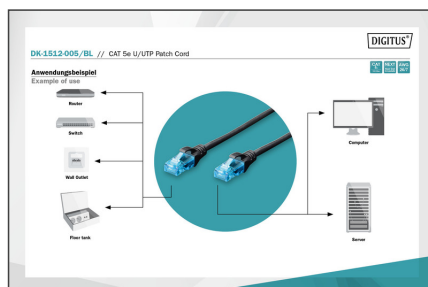 DIGITUS®
DK-1512-005/BL // CAT 5e U/UTP Patch Cord
Anwendungsbeispiel
Example of use
Router
Switch
Wall Outlet
Floor tank
Computer
Server